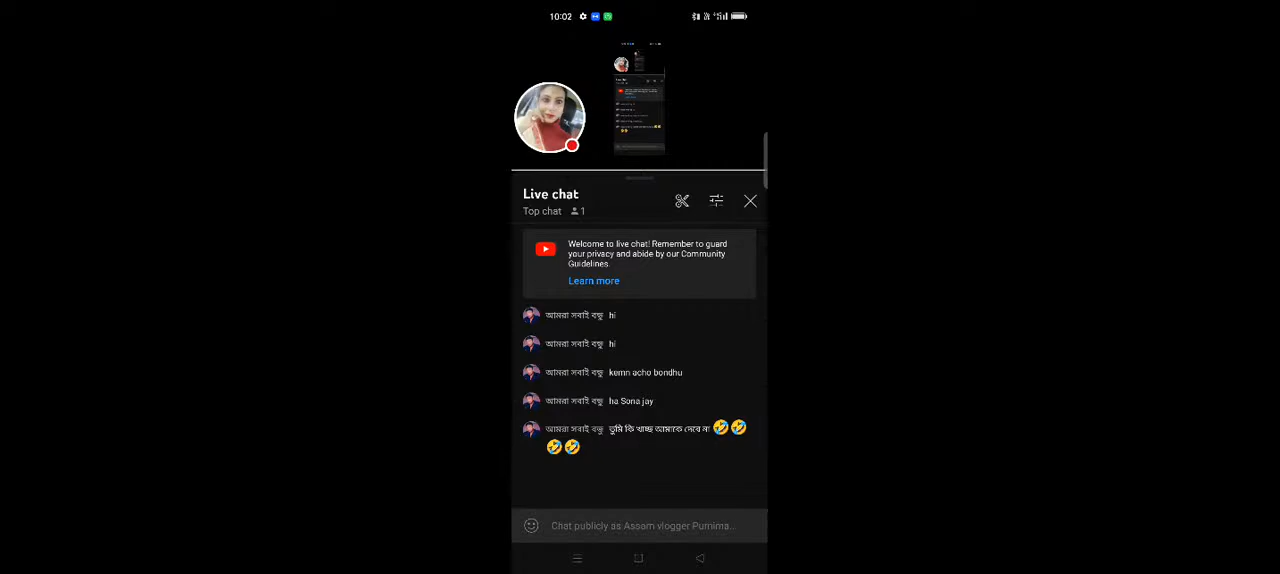 10:02
Live chat
Top chat 1
Welcome to live chat! Remember to guard
your privacy and abide by our Community
Guidelines.
Learn more
আমরা সবাই বন্ধু hi
আমরা সবাই বন্ধু hi
আমরা সবাই বন্ধু kemn acho bondhu
আমরা সবাই বন্ধু ha Sona jay
আমরা সবাই বন্ধু তুমি কি খাচ্ছ আমাকে দেবে না 🤣🤣
🤣🤣
Chat publicly as Assam vlogger Purnima...